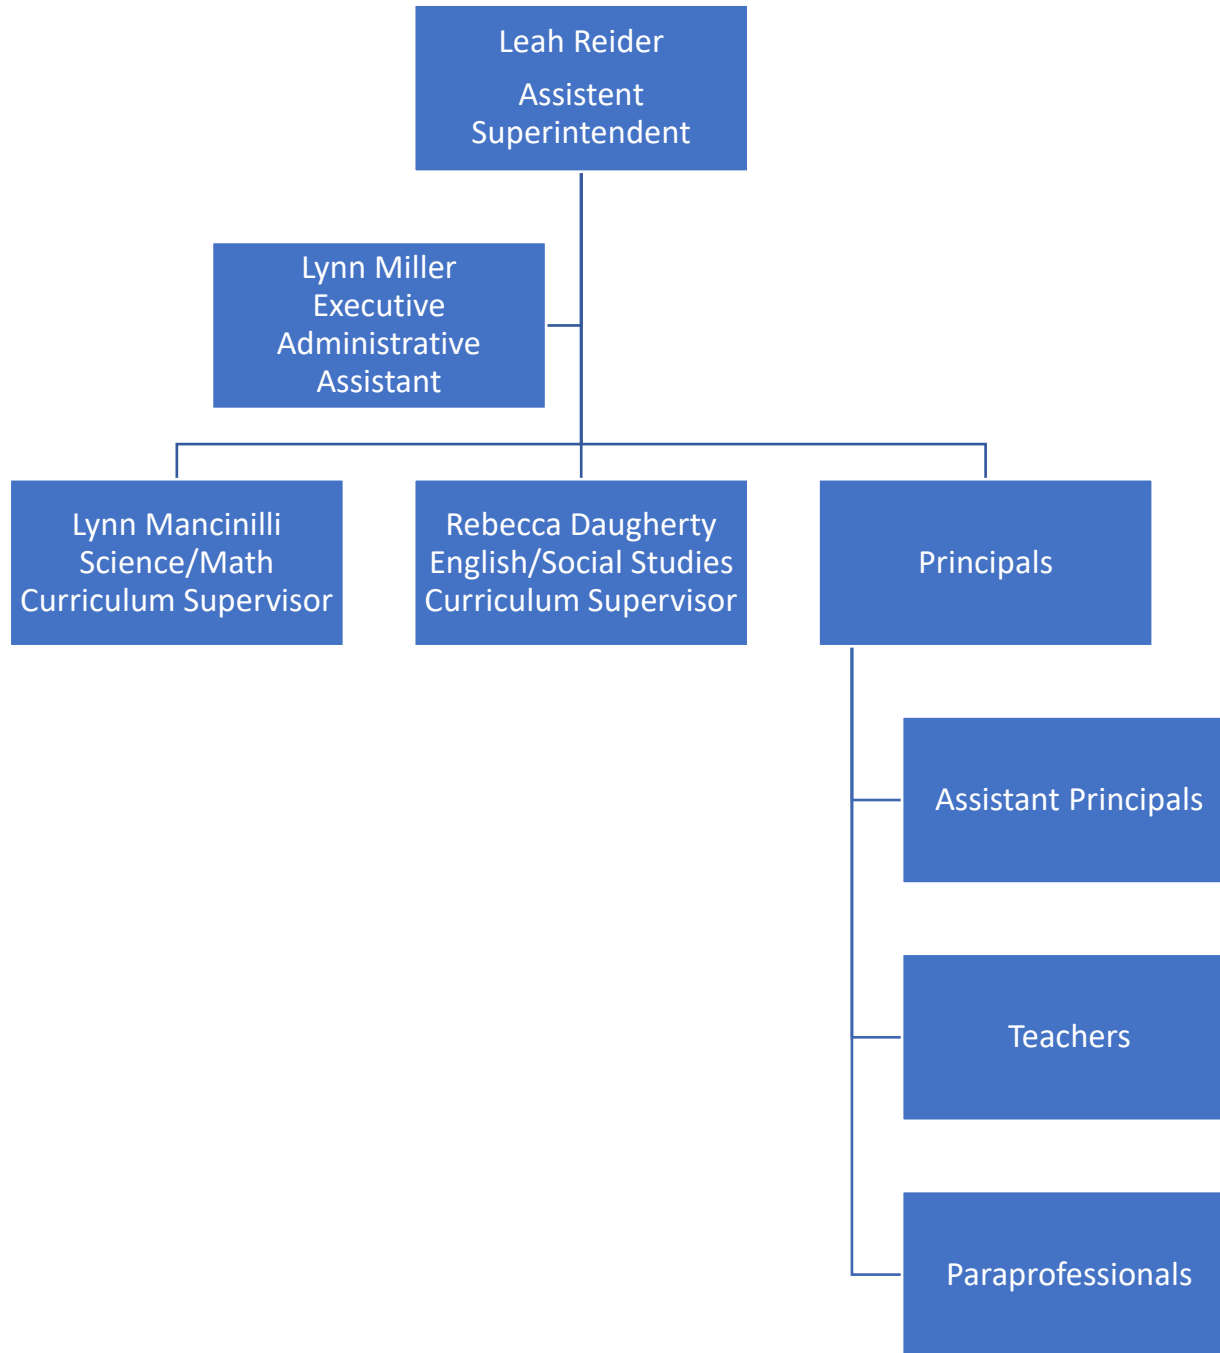 Leah Reider
Assistent
Superintendent
Lynn Miller
Executive
Administrative
Assistant
Lynn Mancinilli
Science/Math
Curriculum Supervisor
Rebecca Daugherty
English/Social Studies
Curriculum Supervisor
Principals
Assistant Principals
Teachers
Paraprofessionals